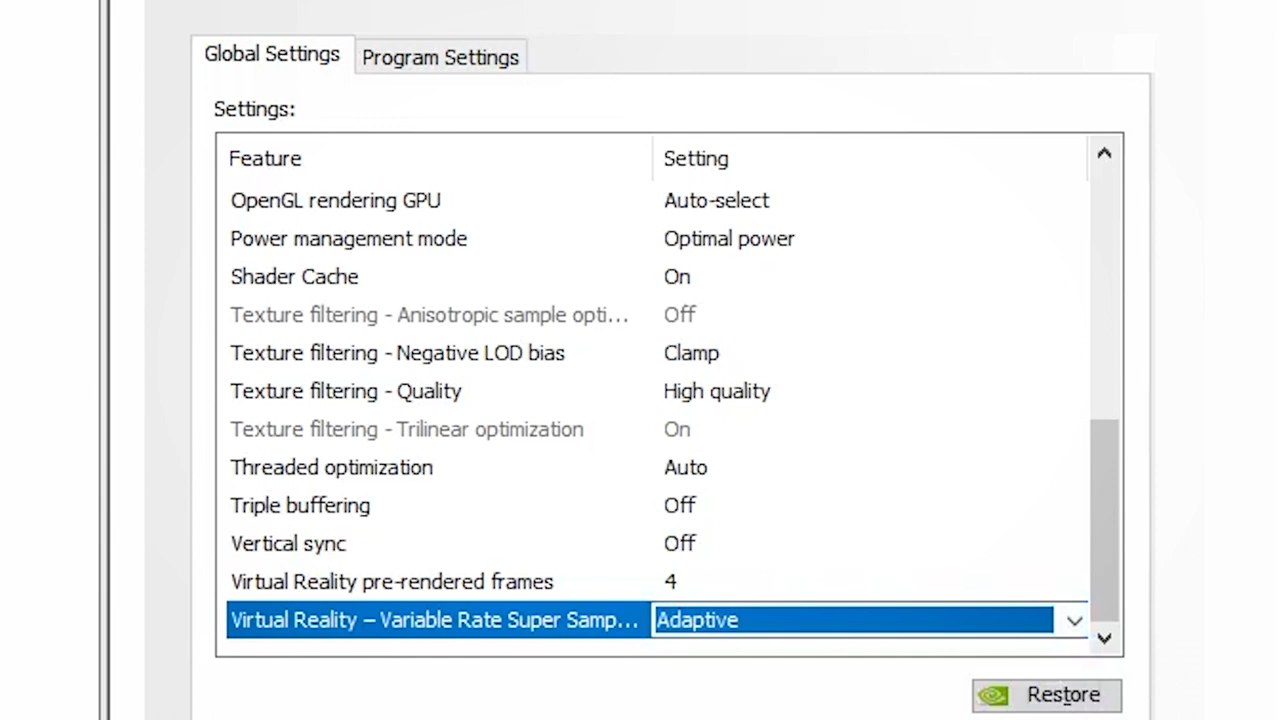 Global Settings Program Settings
Settings:
Feature Setting
OpenGL rendering GPU Auto-select
Power management mode Optimal power
Shader Cache On
Texture filtering - Anisotropic sample opti... Off
Texture filtering - Negative LOD bias Clamp
Texture filtering - Quality High quality
Texture filtering - Trilinear optimization On
Threaded optimization Auto
Triple buffering Off
Vertical sync Off
Virtual Reality pre-rendered frames 4
Virtual Reality – Variable Rate Super Samp... Adaptive
Restore